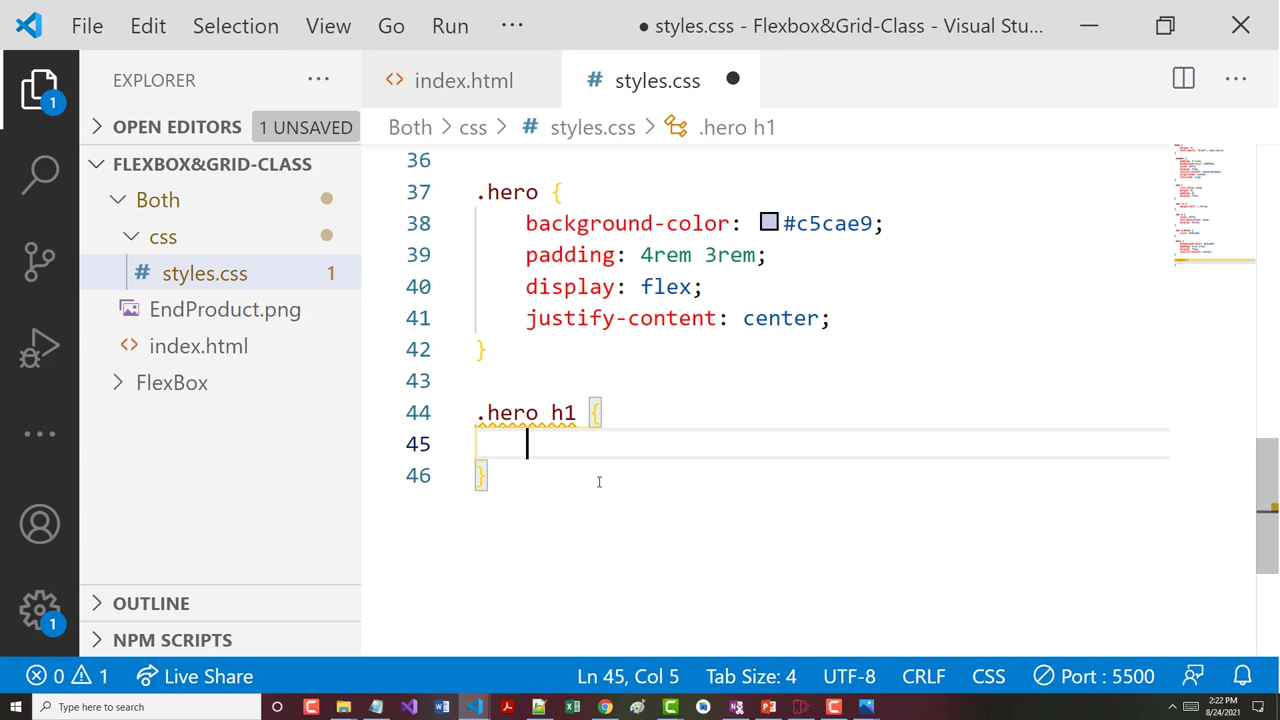 File Edit Selection View Go Run ··· ● styles.css - Flexbox&Grid-Class - Visual Stu...
EXPLORER ···
index.html
# styles.css ●
OPEN EDITORS 1 UNSAVED
Both > css > # styles.css > .hero h1
FLEXBOX&GRID-CLASS
Both
css
# styles.css 1
EndProduct.png
index.html
FlexBox
OUTLINE
NPM SCRIPTS
1
1
36
37 .hero {
38 background-color: #c5cae9;
39 padding: 4rem 3rem;
40 display: flex;
41 justify-content: center;
42 }
43
44 .hero h1 {
45
46 }
0 1 Live Share Ln 45, Col 5 Tab Size: 4 UTF-8 CRLF CSS Port : 5500
Type here to search
2:22 PM
8/24/2021